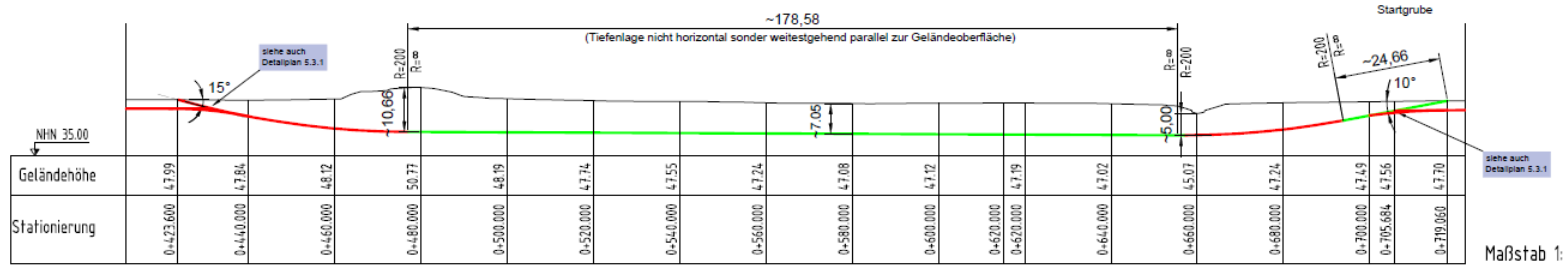 Startgrube
~178,58
(Tiefenlage nicht horizontal sonder weitestgehend parallel zur Geländeoberfläche)
siehe auch
Detailplan 5.3.1
15°
R=200
R=∞
~10,66
~7.05
~5,00
R=∞
R=200
R=200
R=∞
~24,66
10°
siehe auch
Detailplan 5.3.1
NHN 35.00
Geländehöhe
47.99
47.84
48.12
50.77
48.19
47.74
47.55
47.24
47.08
47.12
47.19
47.02
45.07
47.24
47.49
47.56
47.70
Stationierung
0+423.600
0+440.000
0+460.000
0+480.000
0+500.000
0+520.000
0+540.000
0+560.000
0+580.000
0+600.000
0+620.000
0+620.000
0+640.000
0+660.000
0+680.000
0+700.000
0+705.684
0+719.060
Maßstab 1: